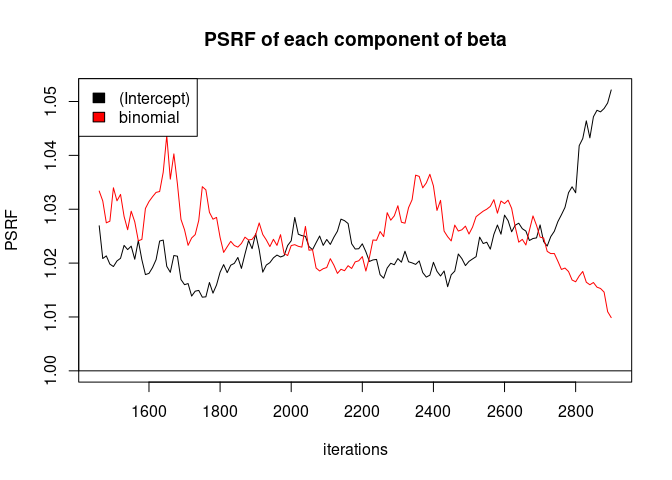 PSRF of each component of beta
(Intercept)
binomial
PSRF
1.05
1.04
1.03
1.02
1.01
1.00
1600 1800 2000 2200 2400 2600 2800
iterations